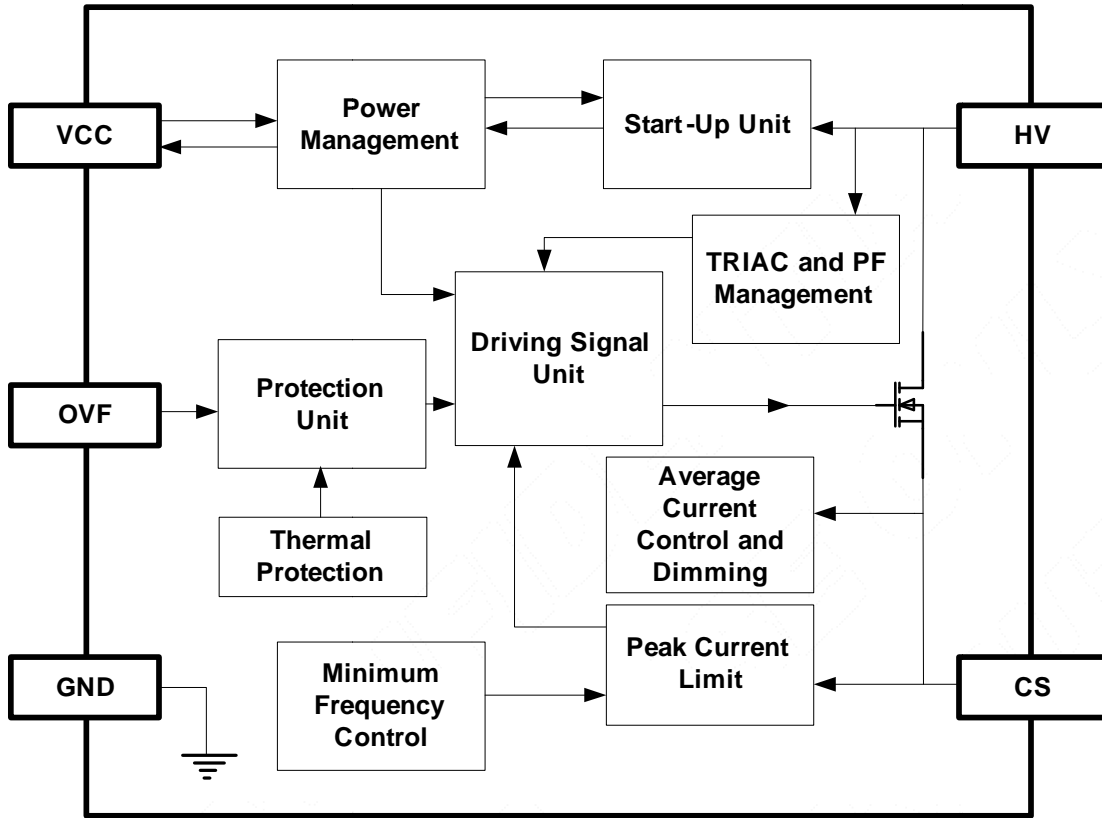 VCC
Power
Management
Start-Up Unit
HV
TRIAC and PF
Management
Driving Signal
Unit
OVF
Protection
Unit
Average
Current
Control and
Dimming
Thermal
Protection
GND
Minimum
Frequency
Control
Peak Current
Limit
CS